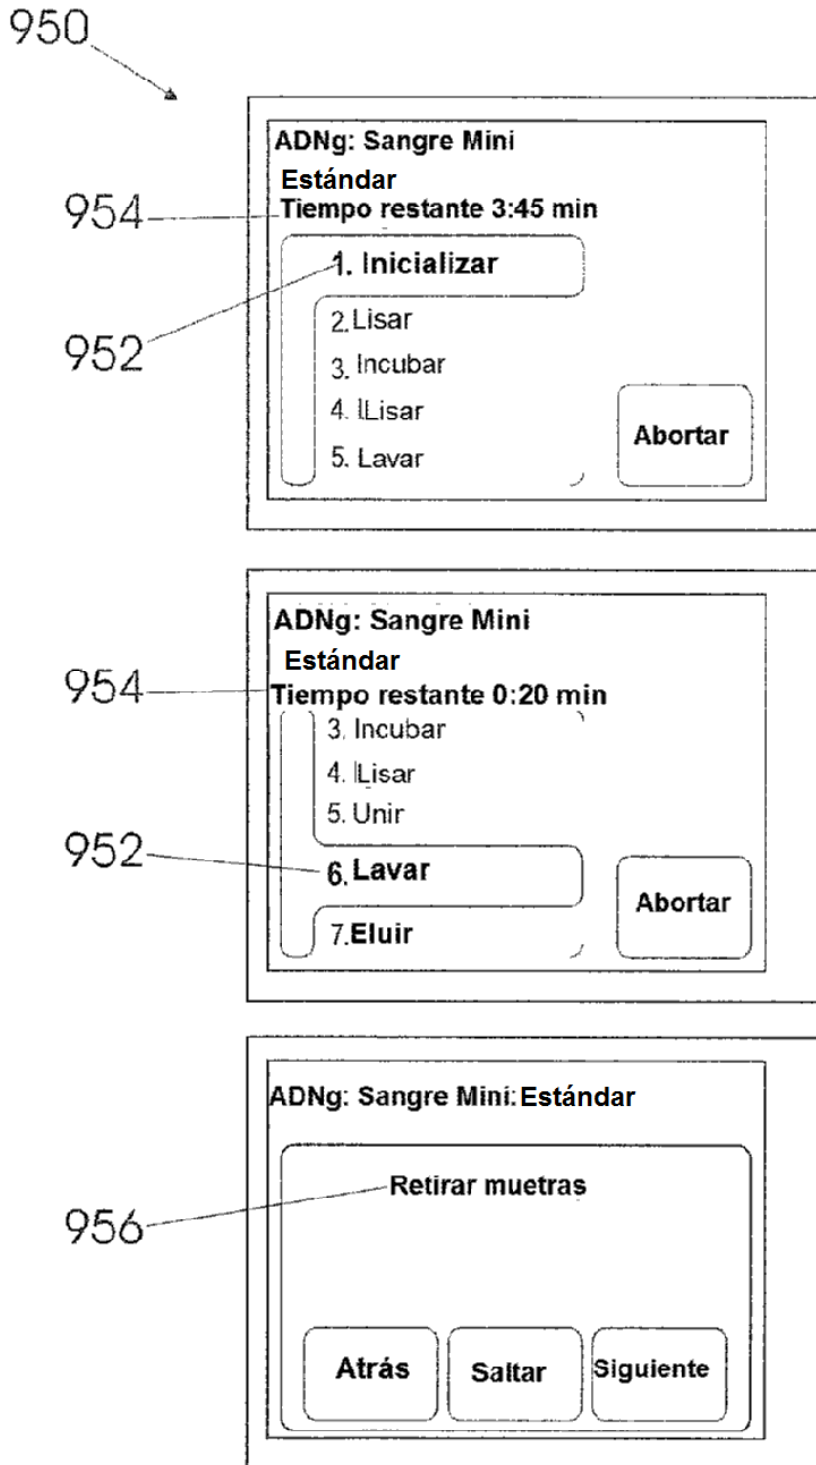 950
ADNg: Sangre Mini
Estándar
954
Tiempo restante 3:45 min
1. Inicializar
952
2. Lisar
3. Incubar
4. lLisar
5. Lavar
Abortar
ADNg: Sangre Mini
Estándar
954
Tiempo restante 0:20 min
3. Incubar
4. lLisar
5. Unir
952
6. Lavar
7. Eluir
Abortar
ADNg: Sangre Mini: Estándar
956
Retirar muetras
Atrás
Saltar
Siguiente